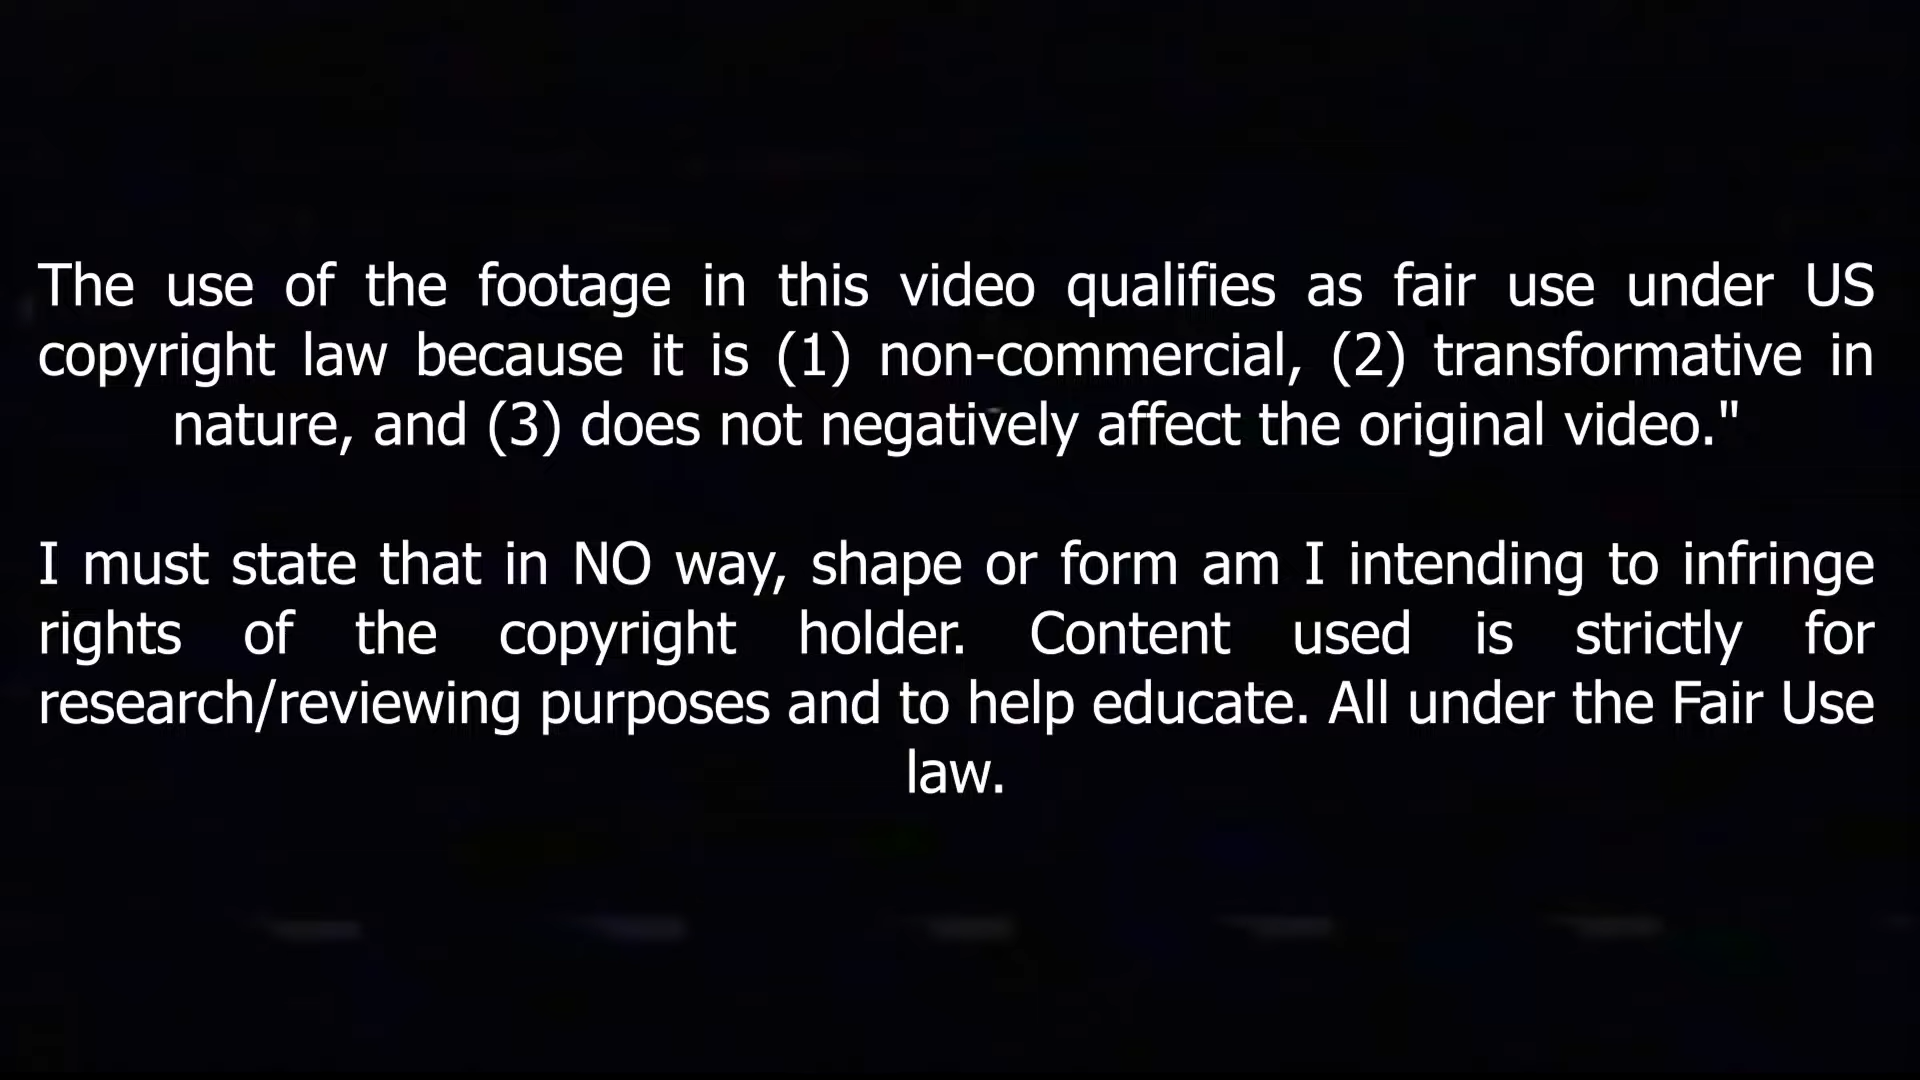 The use of the footage in this video qualifies as fair use under US
copyright law because it is (1) non-commercial, (2) transformative in
nature, and (3) does not negatively affect the original video."
I must state that in NO way, shape or form am I intending to infringe
rights of the copyright holder. Content used is strictly for
research/reviewing purposes and to help educate. All under the Fair Use
law.